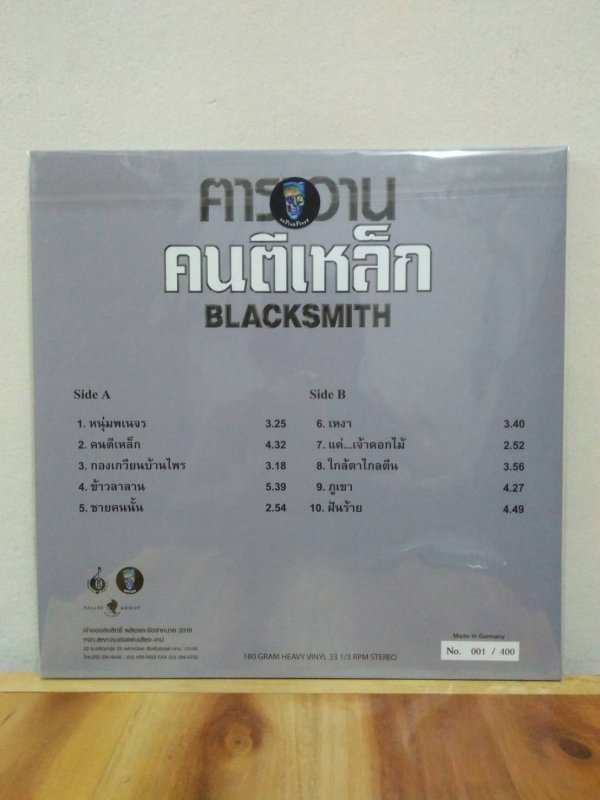 คาราวาน
คนตีเหล็ก
BLACKSMITH
Side A
1. หนุ่มพเนจร 3.25
2. คนตีเหล็ก 4.32
3. กองเกวียนบ้านไพร 3.18
4. ข้าวลาลาน 5.39
5. ชายคนนั้น 2.54
Side B
6. เหงา 3.40
7. แด่...เจ้าดอกไม้ 2.52
8. ใกล้ตาไกลตีน 3.56
9. ภูเขา 4.27
10. ฝันร้าย 4.49
GROUP
180 GRAM HEAVY VINYL 33 1/3 RPM STEREO
Made in Germany
No. 001 / 400